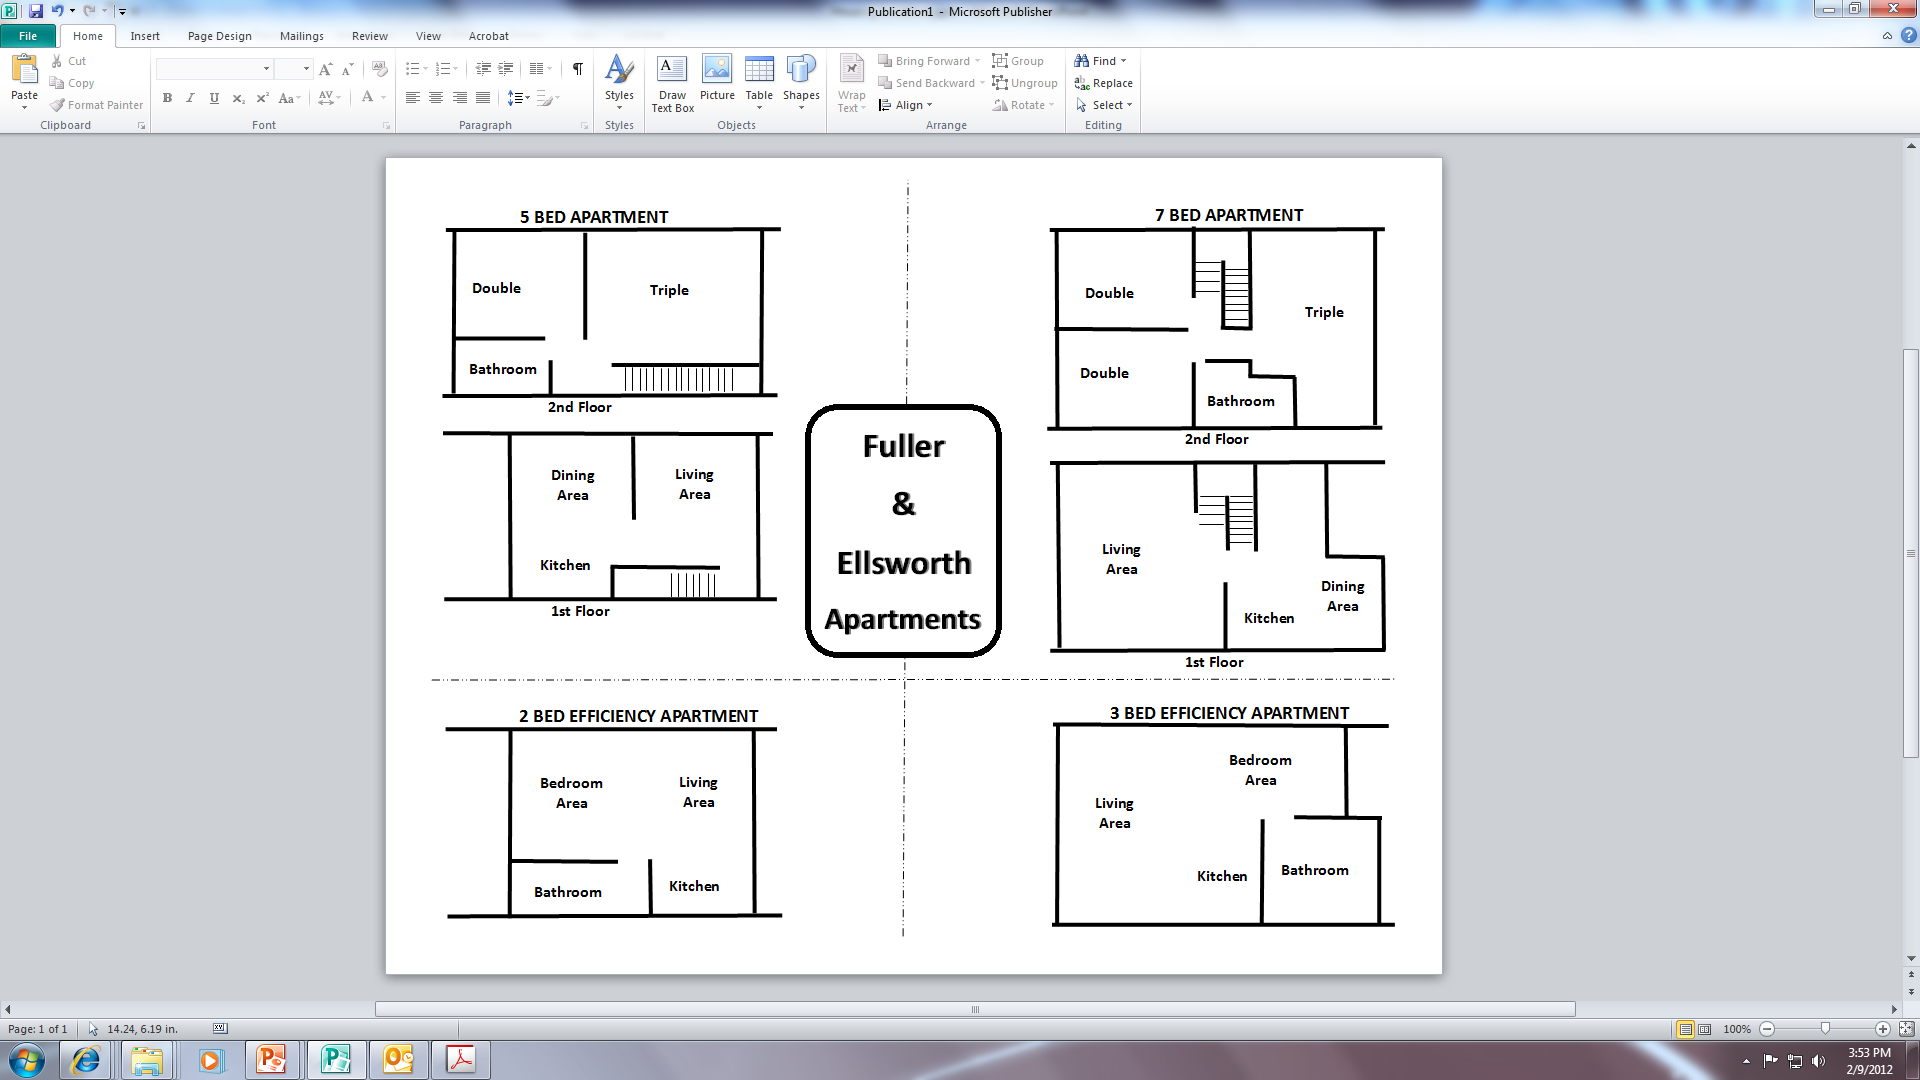 Publication1 - Microsoft Publisher
File Home Insert Page Design Mailings Review View Acrobat
Paste
Cut
Copy
Format Painter
Clipboard
B I U x₂ x² Aa AV A
Font
¶
Paragraph
Styles
Styles
Draw
Text Box
Picture
Table
Shapes
Objects
Wrap
Text
Bring Forward
Send Backward
Align
Group
Ungroup
Rotate
Arrange
Find
Replace
Select
Editing
5 BED APARTMENT
Double
Triple
Bathroom
2nd Floor
Dining
Area
Living
Area
Kitchen
1st Floor
Fuller
&
Ellsworth
Apartments
7 BED APARTMENT
Double
Triple
Double
Bathroom
2nd Floor
Living
Area
Dining
Area
Kitchen
1st Floor
2 BED EFFICIENCY APARTMENT
Bedroom
Area
Living
Area
Bathroom
Kitchen
3 BED EFFICIENCY APARTMENT
Bedroom
Area
Living
Area
Kitchen
Bathroom
Page: 1 of 1 14.24, 6.19 in. 100%
3:53 PM
2/9/2012